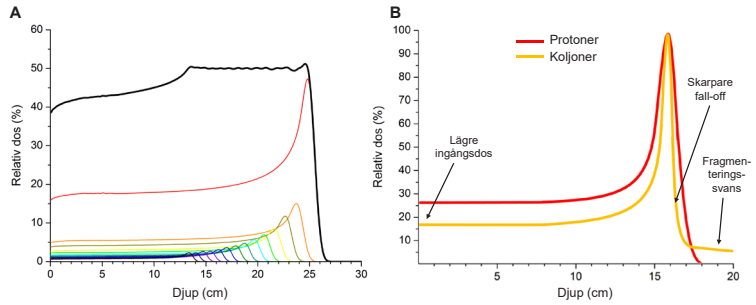 A
60
50
40
30
20
10
0
Relativ dos (%)
0 5 10 15 20 25 30
Djup (cm)
B
100
90
80
70
60
50
40
30
20
10
Relativ dos (%)
Protoner
Koljoner
Skarpare
fall-off
Lägre
ingångsdos
Fragmen-
terings-
svans
5 10 15 20
Djup (cm)